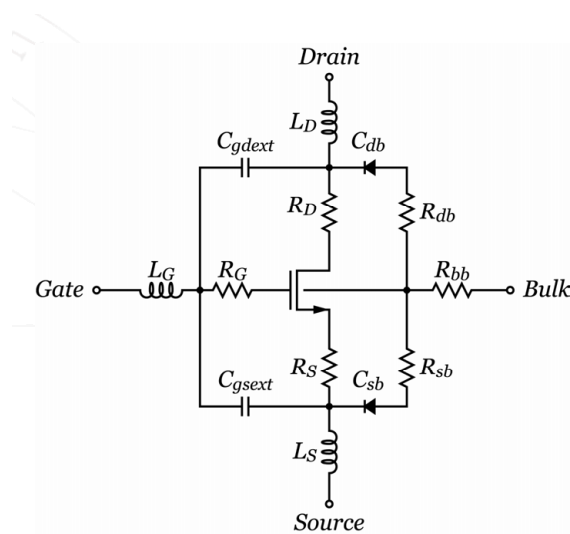 Drain
L_D
C_gdext
C_db
R_D
R_db
L_G
R_G
R_bb
Gate
Bulk
R_S
R_sb
C_gsext
C_sb
L_S
Source